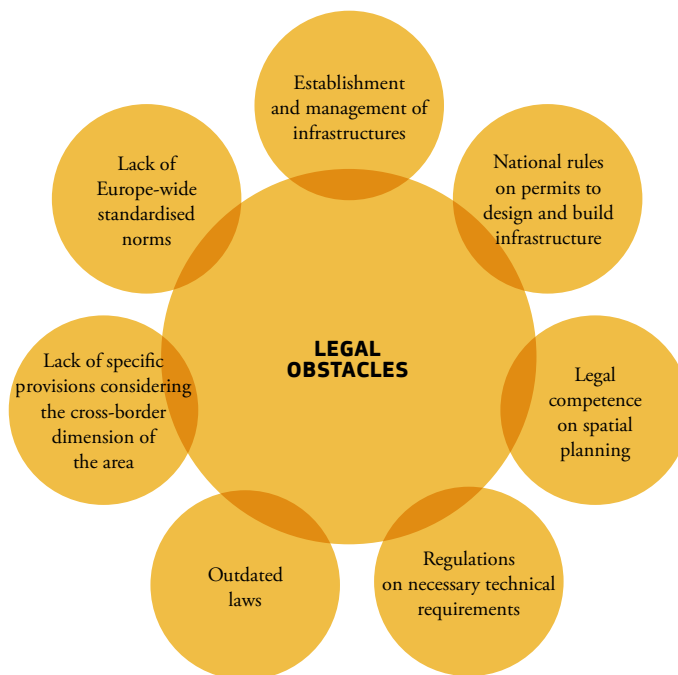 Establishment
and management of
infrastructures
National rules
on permits to
design and build
infrastructure
Legal
competence
on spatial
planning
Regulations
on necessary technical
requirements
Outdated
laws
Lack of specific
provisions considering
the cross-border
dimension of
the area
Lack of
Europe-wide
standardised
norms
LEGAL
OBSTACLES